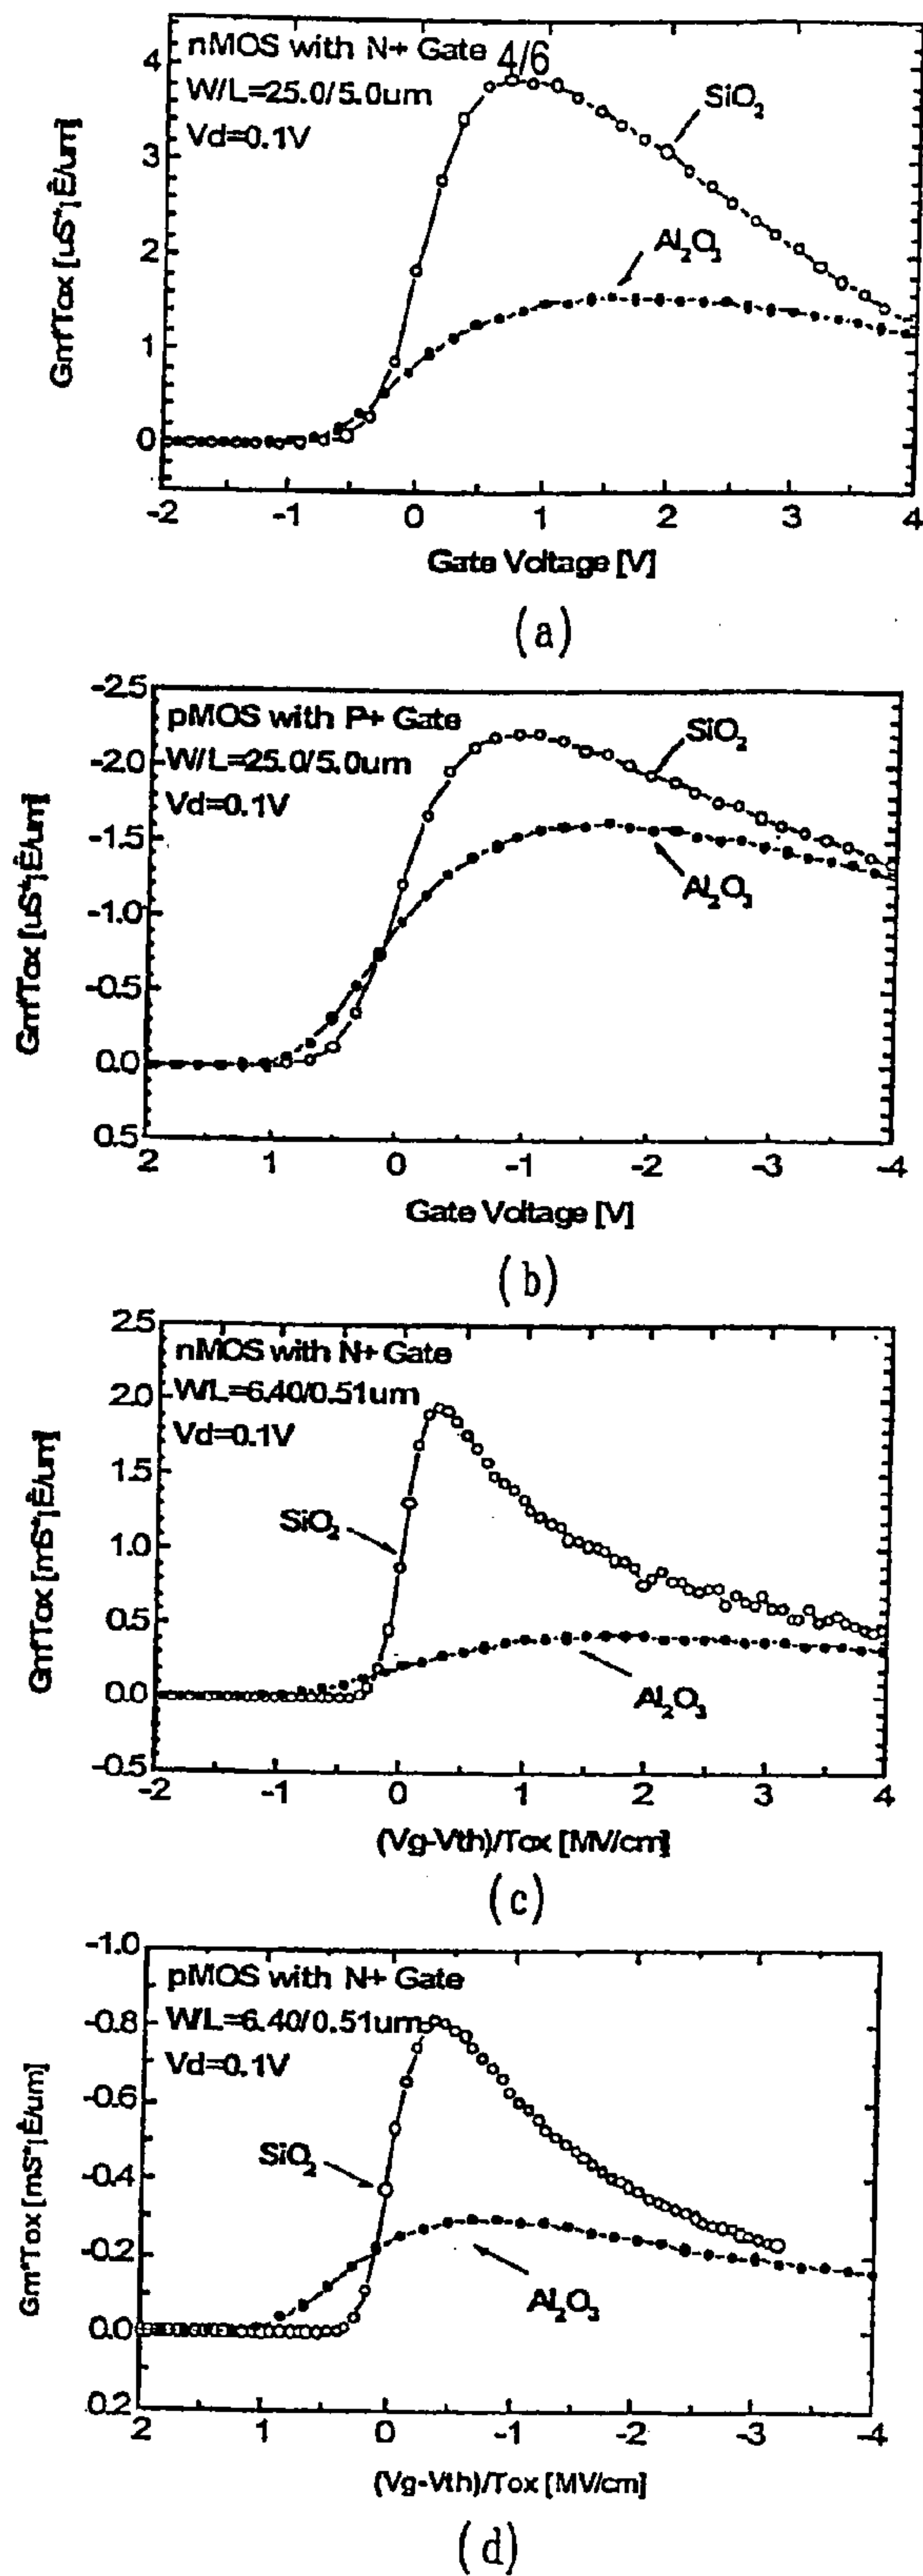 4/6
nMOS with N+ Gate
W/L=25.0/5.0um
Vd=0.1V
SiO₂
Al₂O₃
4
3
2
1
0
-2 -1 0 1 2 3 4
Gate Voltage [V]
(a)
-2.5
pMOS with P+ Gate
W/L=25.0/5.0um
Vd=0.1V
SiO₂
Al₂O₃
-2.0
-1.5
-1.0
-0.5
0.0
0.5
2 1 0 -1 -2 -3 -4
Gate Voltage [V]
(b)
2.5
nMOS with N+ Gate
W/L=6.40/0.51um
Vd=0.1V
SiO₂
Al₂O₃
2.0
1.5
1.0
0.5
0.0
-0.5
-2 -1 0 1 2 3 4
(Vg-Vth)/Tox [MV/cm]
(c)
-1.0
pMOS with N+ Gate
W/L=6.40/0.51um
Vd=0.1V
SiO₂
Al₂O₃
-0.8
-0.6
-0.4
-0.2
0.0
0.2
2 1 0 -1 -2 -3 -4
Gm*Tox [mS*¡Ê/um]
(Vg-Vth)/Tox [MV/cm]
(d)